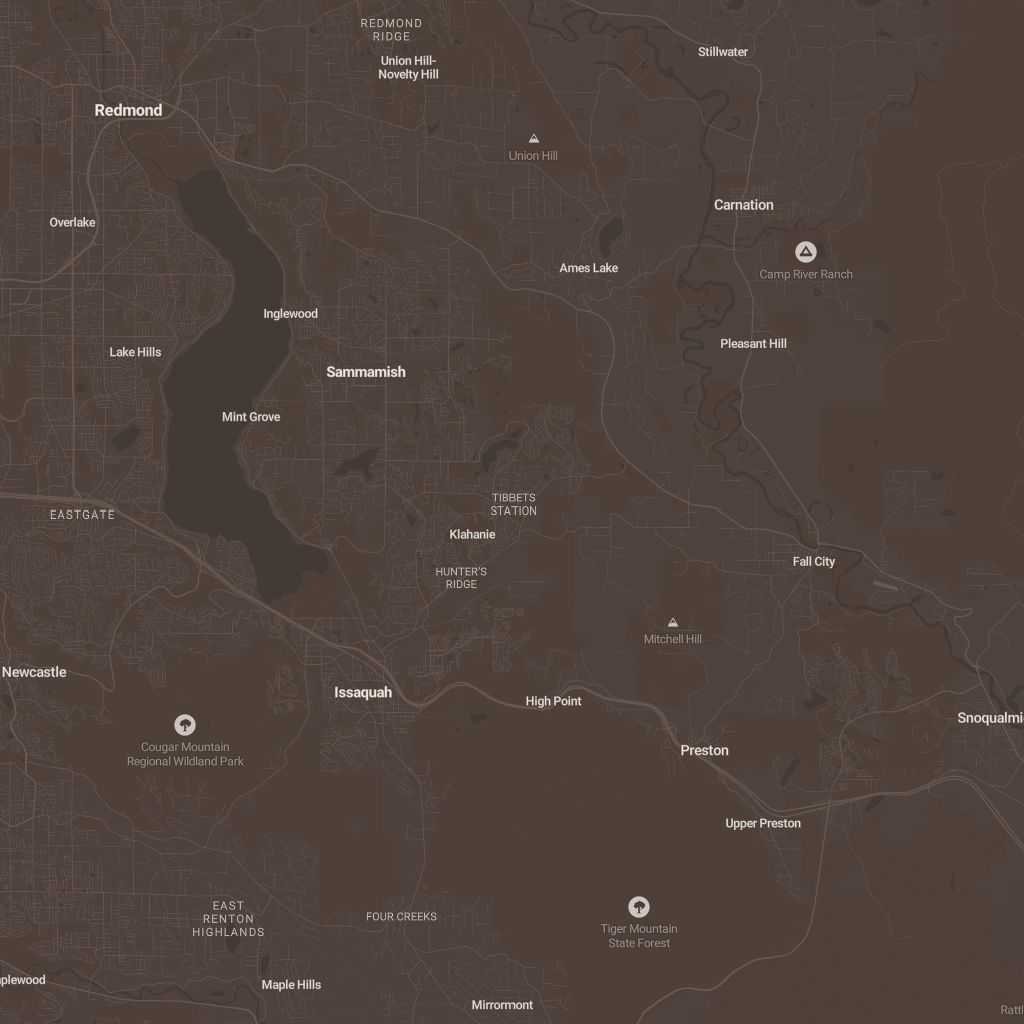 REDMOND
RIDGE
Union Hill-
Novelty Hill
Stillwater
Redmond
Union Hill
Carnation
Overlake
Ames Lake
Camp River Ranch
Inglewood
Pleasant Hill
Lake Hills
Sammamish
Mint Grove
TIBBETS
STATION
EASTGATE
Klahanie
Fall City
HUNTER'S
RIDGE
Mitchell Hill
Newcastle
Issaquah
High Point
Snoqualmi
Cougar Mountain
Regional Wildland Park
Preston
Upper Preston
EAST
RENTON
HIGHLANDS
FOUR CREEKS
Tiger Mountain
State Forest
plewood
Maple Hills
Mirrormont
Rattl